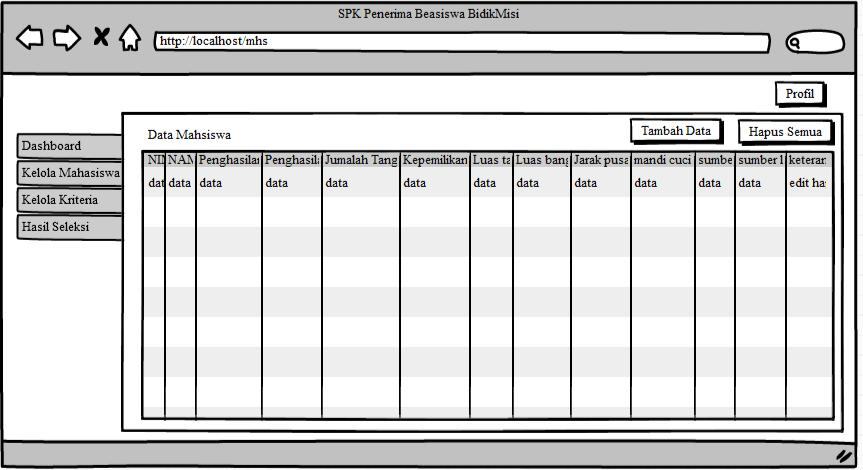 SPK Penerima Beasiswa BidikMisi
http://localhost/mhs
Profil
Data Mahsiswa
Tambah Data
Hapus Semua
Dashboard
Kelola Mahasiswa
Kelola Kriteria
Hasil Seleksi
NIM NAM Penghasilan Penghasila Jumalah Tang Kepemilikan Luas ta Luas bang Jarak pusa mandi cuci sumbe sumber l keteran
dat data data data data data data data data data data data edit ha